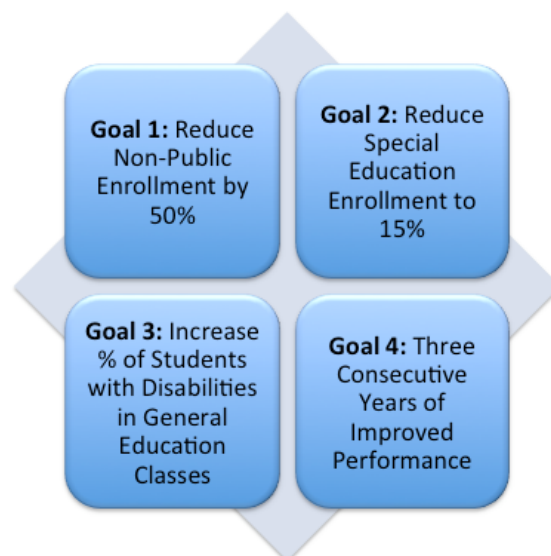 Goal 1: Reduce
Non-Public
Enrollment by
50%
Goal 2: Reduce
Special
Education
Enrollment to
15%
Goal 3: Increase
% of Students
with Disabilities
in General
Education
Classes
Goal 4: Three
Consecutive
Years of
Improved
Performance